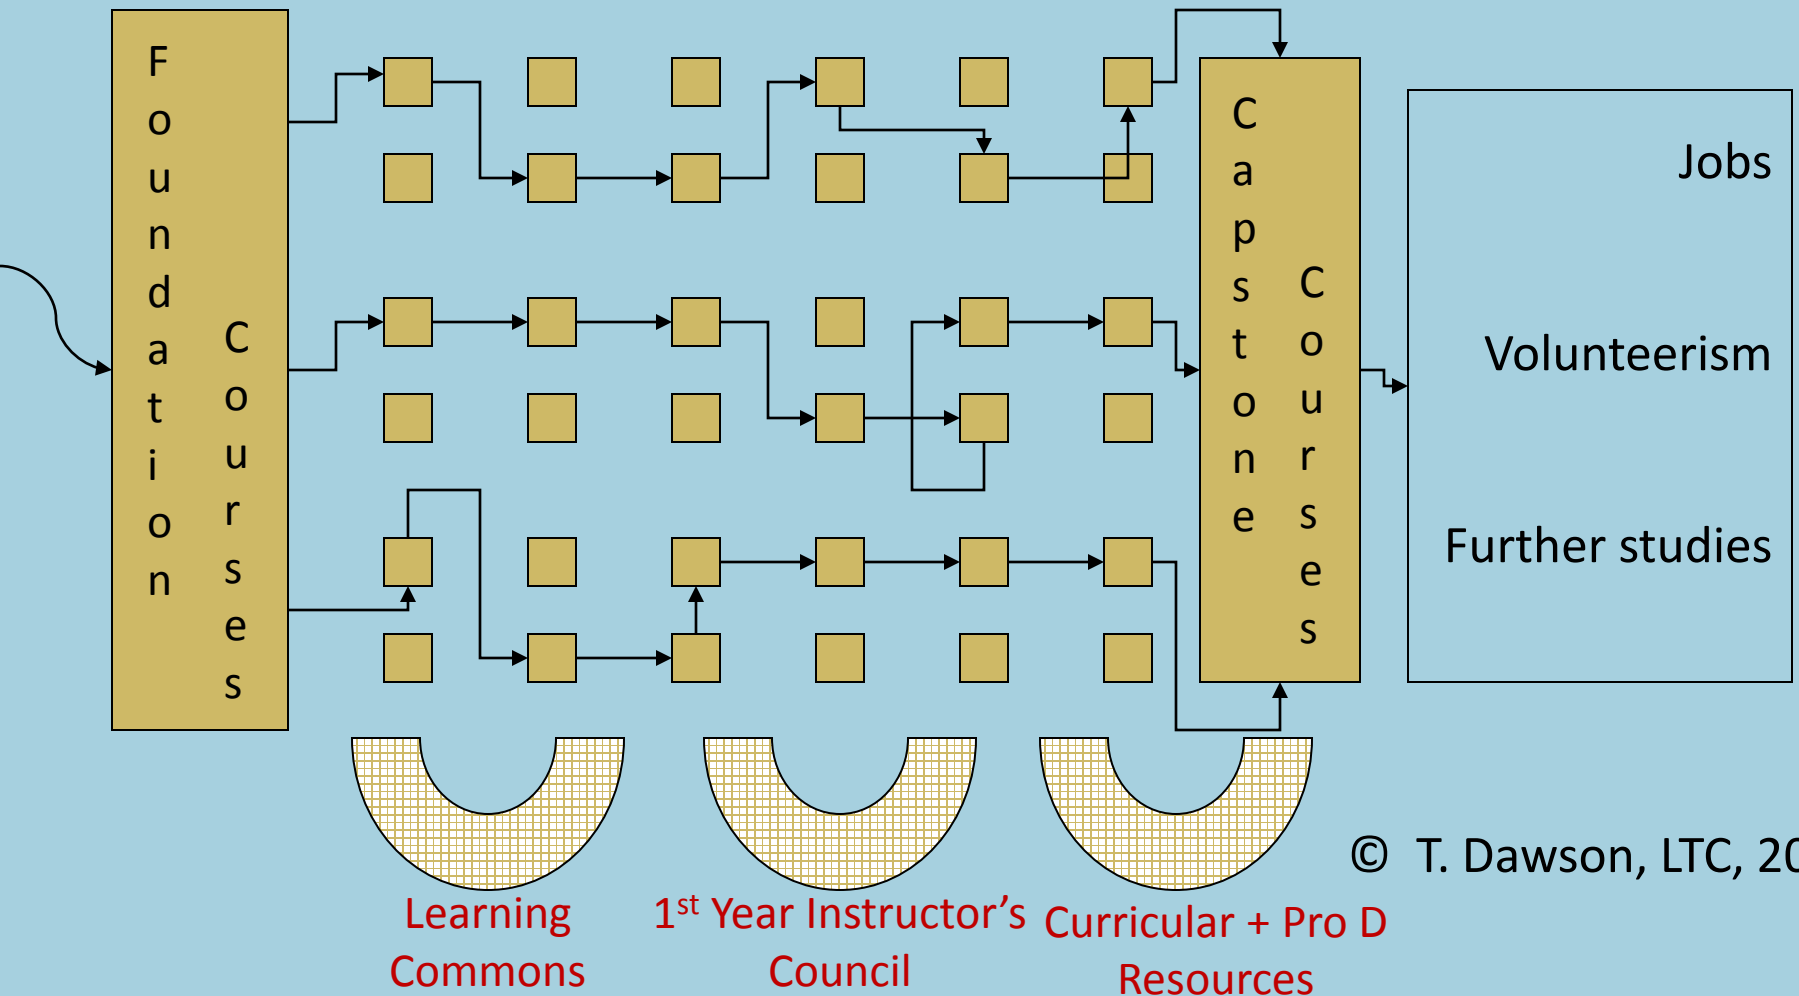 Foundation
Courses
Capstone
Courses
Jobs
Volunteerism
Further studies
© T. Dawson, LTC, 20
Learning
Commons
1st Year Instructor’s
Council
Curricular + Pro D
Resources